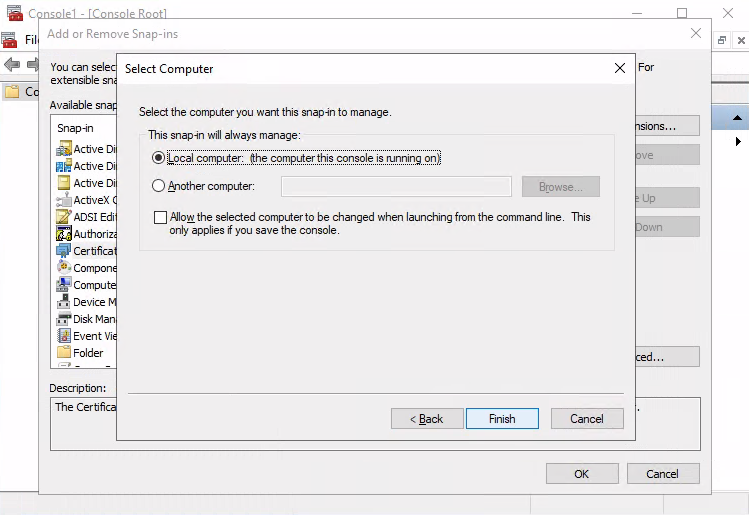 Console1 - [Console Root]
Add or Remove Snap-ins
You can selec
For
extensible sna
Available snap
Snap-in
Active Di
Active Di
Active Di
ActiveX C
ADSI Edit
Authoriza
Certificat
Compone
Compute
Device M
Disk Man
Event Vie
Folder
nsions...
ove
e Up
Down
ced...
Description:
The Certifica
OK
Cancel
Select Computer
Select the computer you want this snap-in to manage.
This snap-in will always manage:
Local computer: (the computer this console is running on)
Another computer:
Browse...
Allow the selected computer to be changed when launching from the command line. This
only applies if you save the console.
< Back
Finish
Cancel